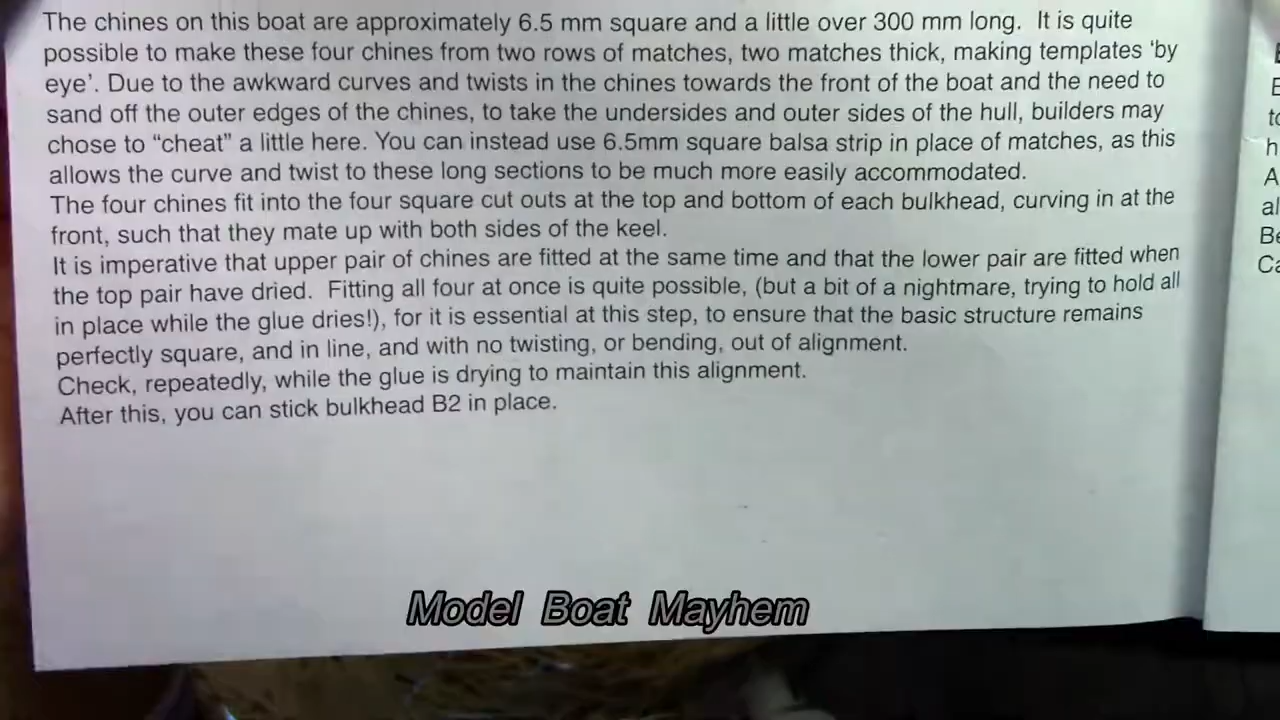 The chines on this boat are approximately 6.5 mm square and a little over 300 mm long.  It is quite
possible to make these four chines from two rows of matches, two matches thick, making templates ‘by
eye’. Due to the awkward curves and twists in the chines towards the front of the boat and the need to
sand off the outer edges of the chines, to take the undersides and outer sides of the hull, builders may
chose to “cheat” a little here. You can instead use 6.5mm square balsa strip in place of matches, as this
allows the curve and twist to these long sections to be much more easily accommodated.
The four chines fit into the four square cut outs at the top and bottom of each bulkhead, curving in at the
front, such that they mate up with both sides of the keel.
It is imperative that upper pair of chines are fitted at the same time and that the lower pair are fitted when
the top pair have dried.  Fitting all four at once is quite possible, (but a bit of a nightmare, trying to hold all
in place while the glue dries!), for it is essential at this step, to ensure that the basic structure remains
perfectly square, and in line, and with no twisting, or bending, out of alignment.
Check, repeatedly, while the glue is drying to maintain this alignment.
After this, you can stick bulkhead B2 in place.
Model Boat Mayhem